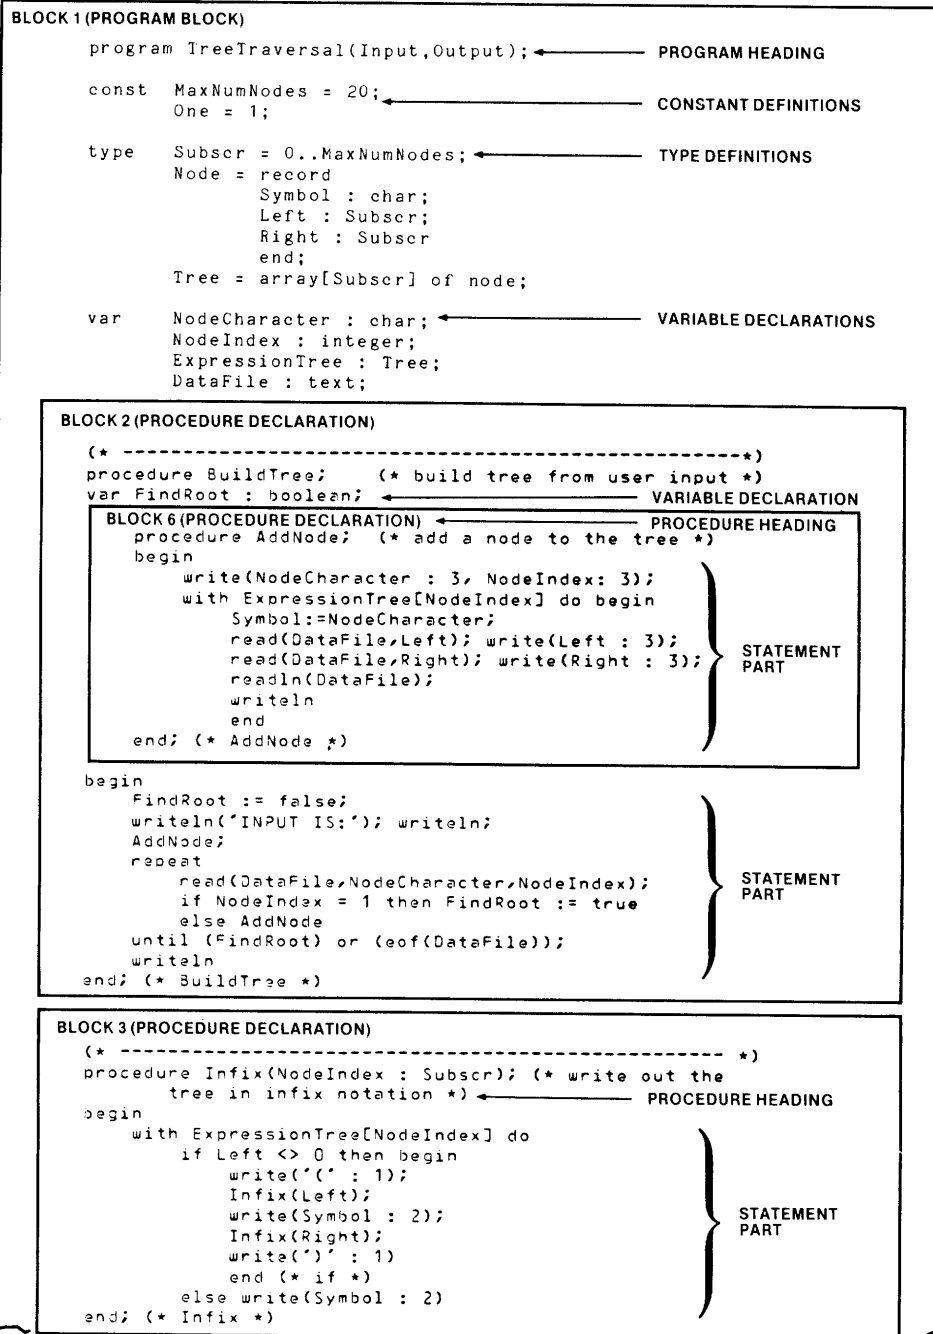 BLOCK 1 (PROGRAM BLOCK)
program TreeTraversal(Input,Output); PROGRAM HEADING
const MaxNumNodes = 20;
One = 1; CONSTANT DEFINITIONS
type Subscr = 0..MaxNumNodes; TYPE DEFINITIONS
Node = record
Symbol : char;
Left : Subscr;
Right : Subscr
end;
Tree = array[Subscr] of node;
var NodeCharacter : char; VARIABLE DECLARATIONS
NodeIndex : integer;
ExpressionTree : Tree;
DataFile : text;
BLOCK 2 (PROCEDURE DECLARATION)
(* ---------------------------------------------------*)
procedure BuildTree; (* build tree from user input *)
var FindRoot : boolean; VARIABLE DECLARATION
BLOCK 6 (PROCEDURE DECLARATION) PROCEDURE HEADING
procedure AddNode; (* add a node to the tree *)
begin
write(NodeCharacter : 3, NodeIndex: 3);
with ExpressionTree[NodeIndex] do begin
Symbol:=NodeCharacter;
read(DataFile,Left); write(Left : 3);
read(DataFile,Right); write(Right : 3);
readln(DataFile);
writeln
end
end; (* AddNode *)
STATEMENT
PART
begin
FindRoot := false;
writeln('INPUT IS:'); writeln;
AddNode;
repeat
read(DataFile,NodeCharacter,NodeIndex);
if NodeIndex = 1 then FindRoot := true
else AddNode
until (FindRoot) or (eof(DataFile));
writeln
end; (* BuildTree *)
STATEMENT
PART
BLOCK 3 (PROCEDURE DECLARATION)
(* -------------------------------------------------- *)
procedure Infix(NodeIndex : Subscr); (* write out the
tree in infix notation *) PROCEDURE HEADING
begin
with ExpressionTree[NodeIndex] do
if Left <> 0 then begin
write('(' : 1);
Infix(Left);
write(Symbol : 2);
Infix(Right);
write(')' : 1)
end (* if *)
else write(Symbol : 2)
end; (* Infix *)
STATEMENT
PART